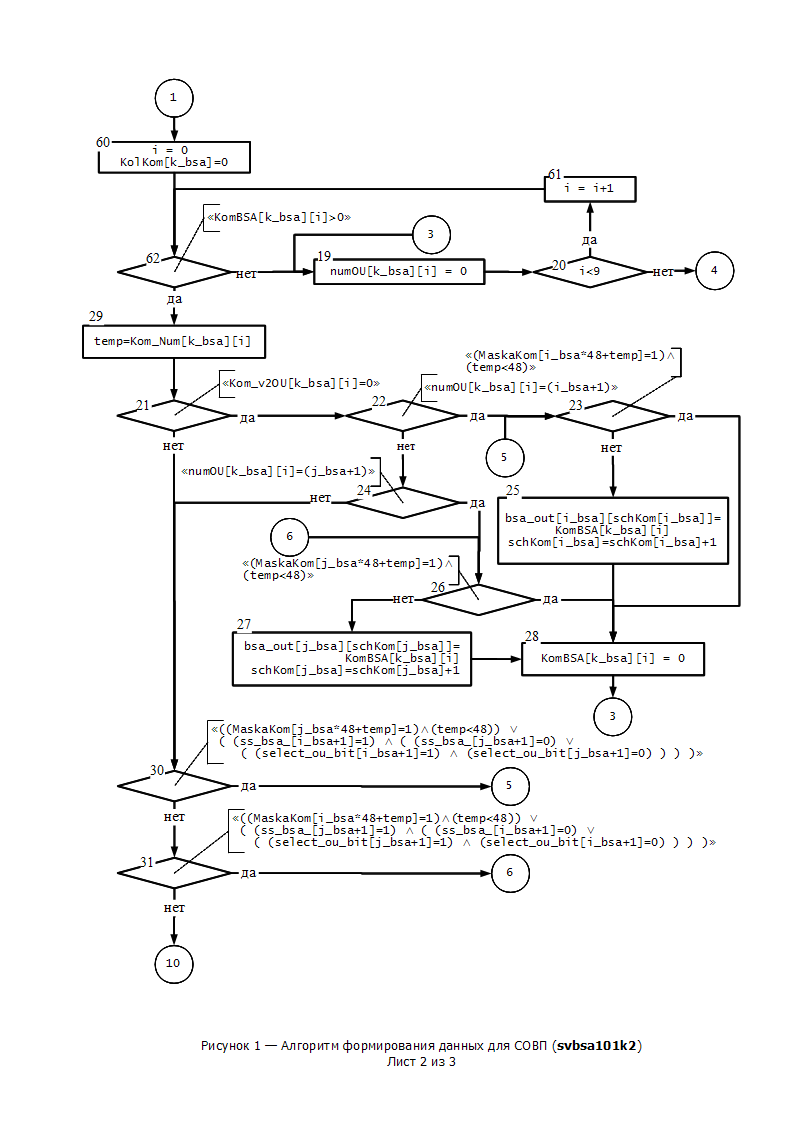 1
60
i = 0
KolKom[k_bsa]=0
61
i = i+1
«KomBSA[k_bsa][i]>0»
3
да
62
нет
19
numOU[k_bsa][i] = 0
20
i<9
нет
4
да
29
temp=Kom_Num[k_bsa][i]
«(MaskaKom[i_bsa*48+temp]=1)∧
(temp<48)»
«Kom_v2OU[k_bsa][i]=0»
«numOU[k_bsa][i]=(i_bsa+1)»
21
да
22
да
23
да
нет
нет
нет
5
«numOU[k_bsa][i]=(j_bsa+1)»
нет
24
да
25
bsa_out[i_bsa][schKom[i_bsa]]=
KomBSA[k_bsa][i]
schKom[i_bsa]=schKom[i_bsa]+1
6
«(MaskaKom[j_bsa*48+temp]=1)∧
(temp<48)»
26
нет
да
27
bsa_out[j_bsa][schKom[j_bsa]]=
KomBSA[k_bsa][i]
schKom[j_bsa]=schKom[j_bsa]+1
28
KomBSA[k_bsa][i] = 0
3
«((MaskaKom[j_bsa*48+temp]=1)∧(temp<48)) ∨
( (ss_bsa_[i_bsa+1]=1) ∧ ( (ss_bsa_[j_bsa+1]=0) ∨
( (select_ou_bit[i_bsa+1]=1) ∧ (select_ou_bit[j_bsa+1]=0) ) ) )»
30
да
5
нет
«((MaskaKom[i_bsa*48+temp]=1)∧(temp<48)) ∨
( (ss_bsa_[j_bsa+1]=1) ∧ ( (ss_bsa_[i_bsa+1]=0) ∨
( (select_ou_bit[j_bsa+1]=1) ∧ (select_ou_bit[i_bsa+1]=0) ) ) )»
31
да
6
нет
10
Рисунок 1 — Алгоритм формирования данных для СОВП (svbsa101k2)
Лист 2 из 3